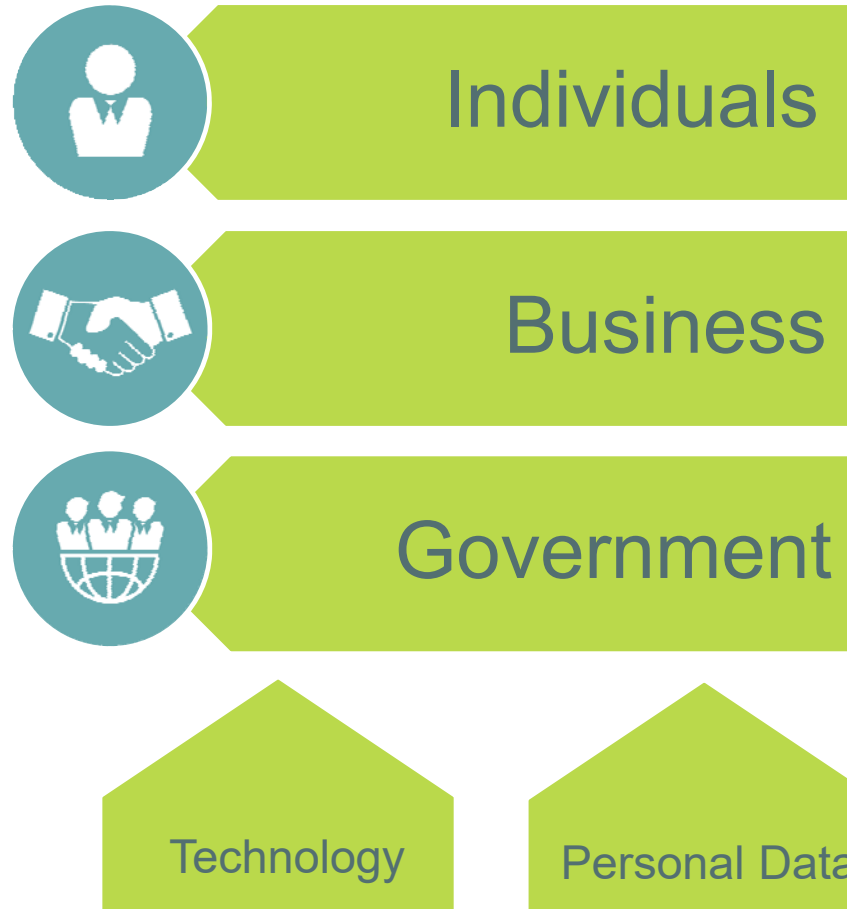 Individuals
Business
Government
Technology
Personal Data